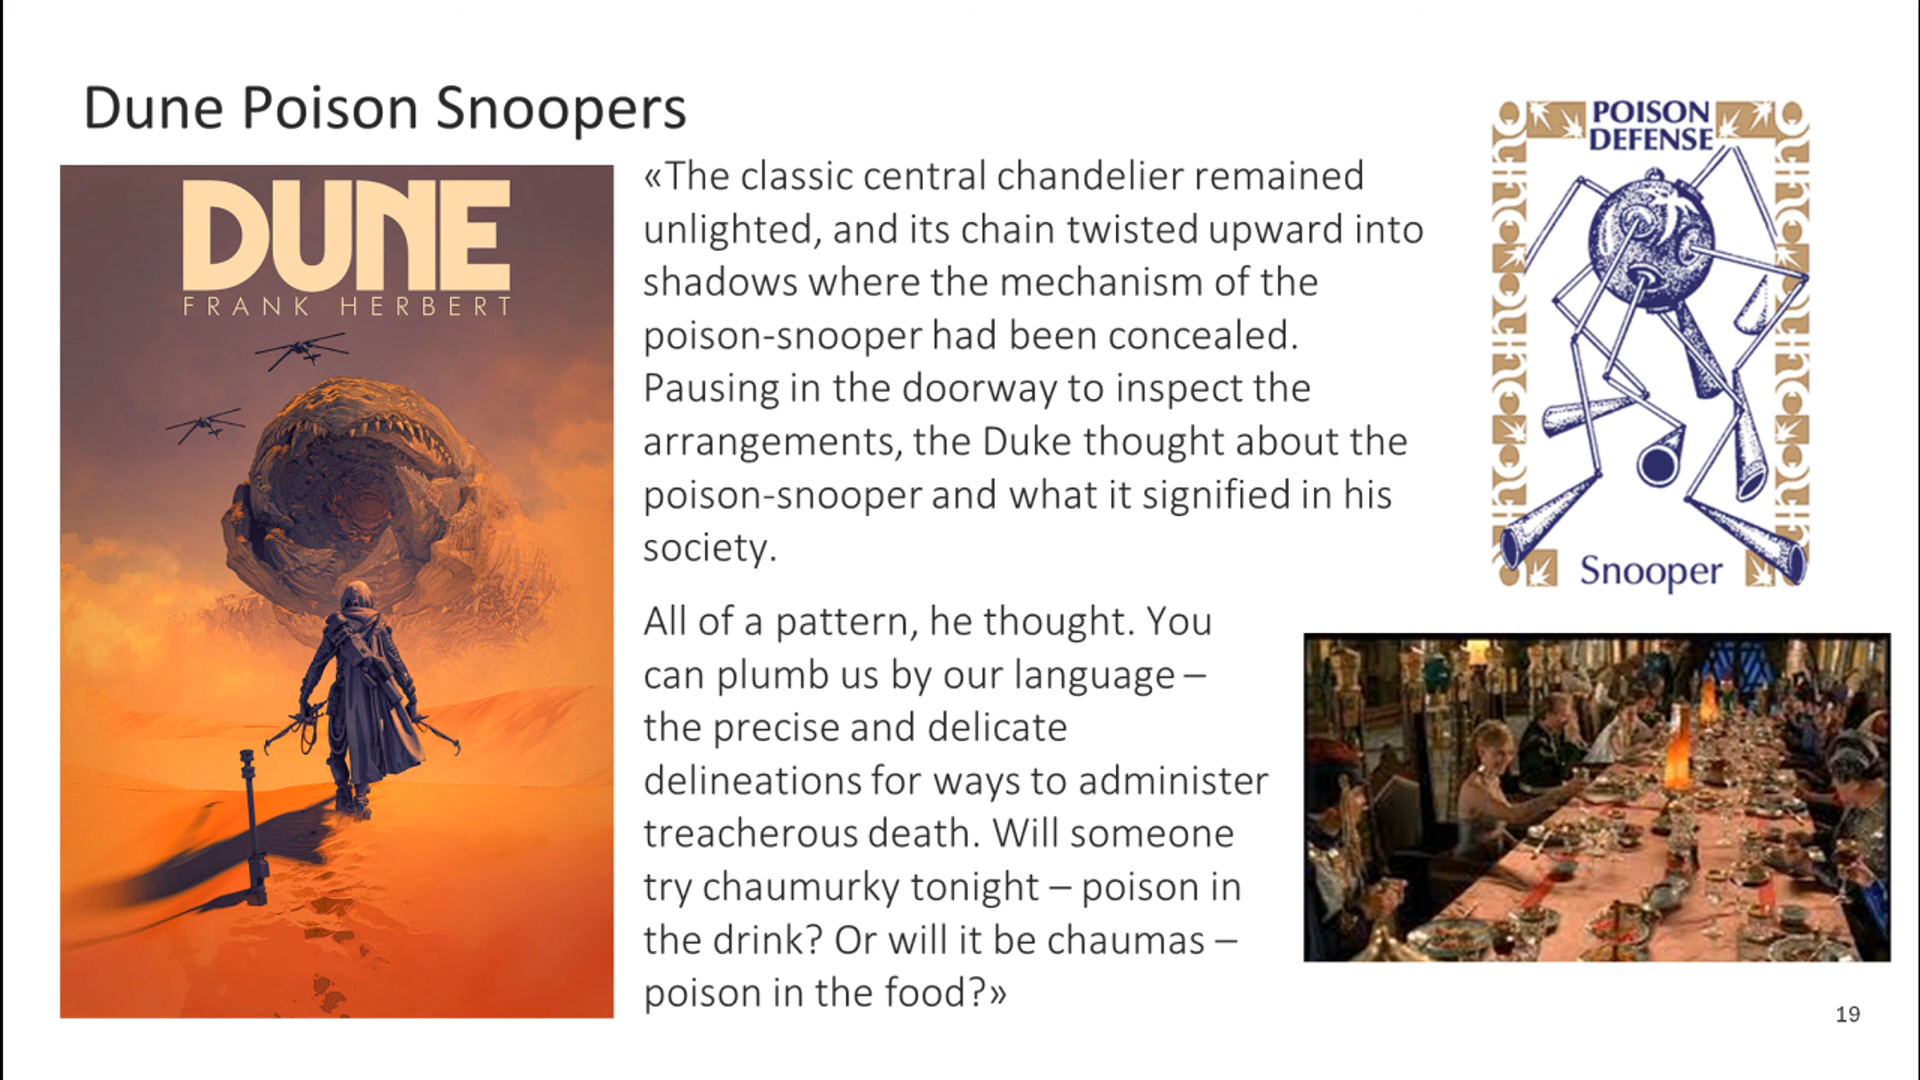 Dune Poison Snoopers
DUNE
FRANK HERBERT
«The classic central chandelier remained
unlighted, and its chain twisted upward into
shadows where the mechanism of the
poison-snooper had been concealed.
Pausing in the doorway to inspect the
arrangements, the Duke thought about the
poison-snooper and what it signified in his
society.
All of a pattern, he thought. You
can plumb us by our language –
the precise and delicate
delineations for ways to administer
treacherous death. Will someone
try chaumurky tonight – poison in
the drink? Or will it be chaumas –
poison in the food?»
POISON
DEFENSE
Snooper
19